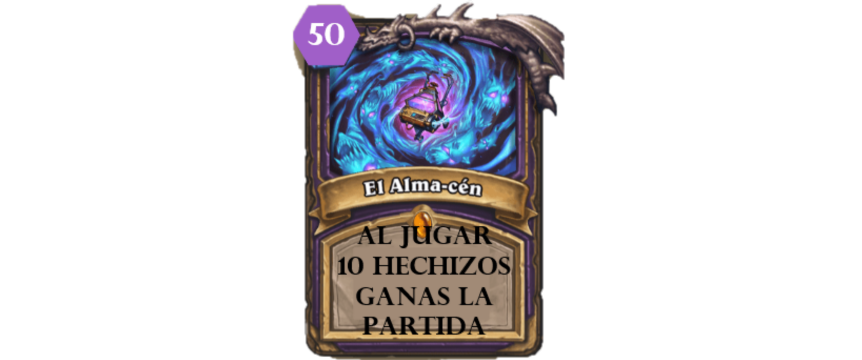 50
El Alma-cén
AL JUGAR
10 HECHIZOS
GANAS LA
PARTIDA